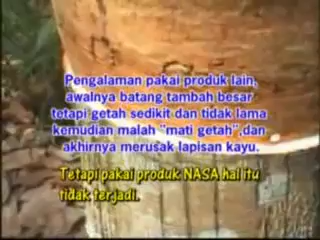 Pengalaman pakai produk lain,
awalnya batang tambah besar
tetapi getah sedikit dan tidak lama
kemudian malah "mati getah",dan
akhirnya merusak lapisan kayu.
Tetapi pakai produk NASA hal itu
tidak terjadi.